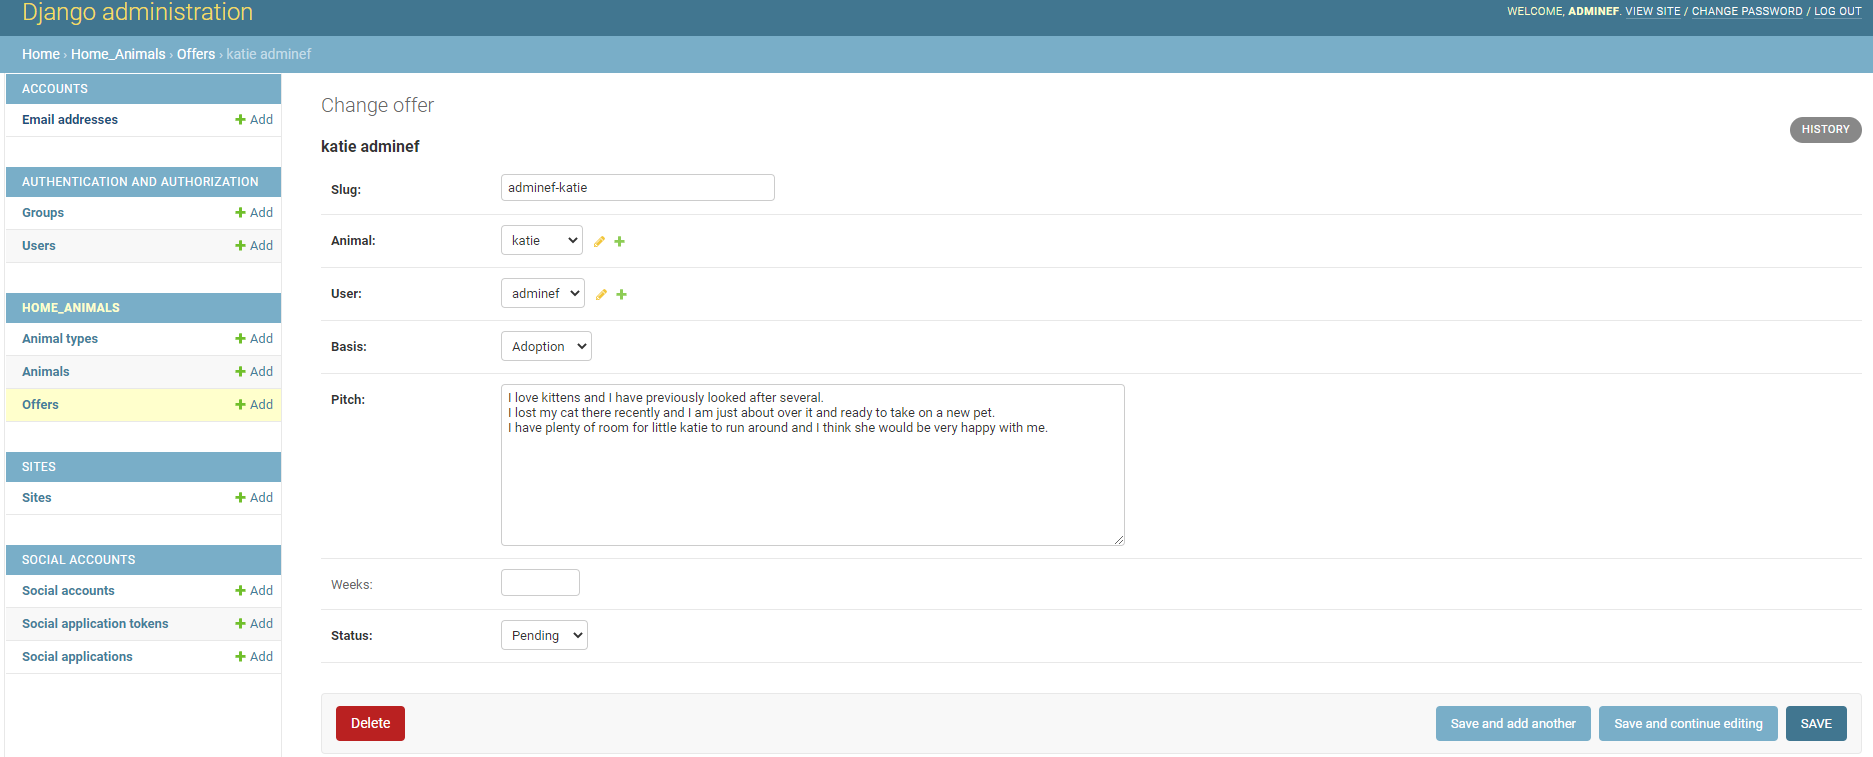 Django administration
WELCOME, ADMINEF. VIEW SITE / CHANGE PASSWORD / LOG OUT
Home › Home_Animals › Offers › katie adminef
ACCOUNTS
Email addresses
Add
AUTHENTICATION AND AUTHORIZATION
Groups
Add
Users
Add
HOME_ANIMALS
Animal types
Add
Animals
Add
Offers
Add
SITES
Sites
Add
SOCIAL ACCOUNTS
Social accounts
Add
Social application tokens
Add
Social applications
Add
Change offer
HISTORY
katie adminef
Slug:
adminef-katie
Animal:
katie
User:
adminef
Basis:
Adoption
Pitch:
I love kittens and I have previously looked after several.
I lost my cat there recently and I am just about over it and ready to take on a new pet.
I have plenty of room for little katie to run around and I think she would be very happy with me.
Weeks:
Status:
Pending
Delete
Save and add another
Save and continue editing
SAVE